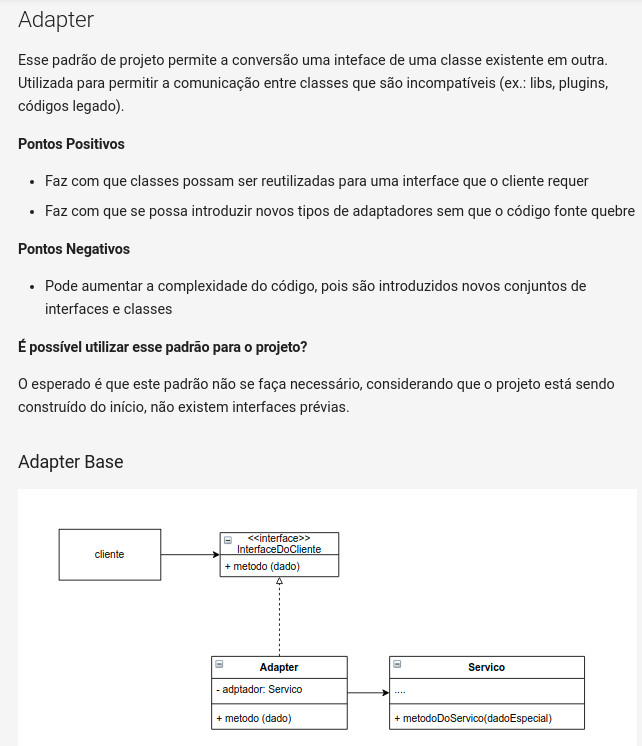 Adapter
Esse padrão de projeto permite a conversão uma inteface de uma classe existente em outra.
Utilizada para permitir a comunicação entre classes que são incompatíveis (ex.: libs, plugins,
códigos legado).
Pontos Positivos
• Faz com que classes possam ser reutilizadas para uma interface que o cliente requer
• Faz com que se possa introduzir novos tipos de adaptadores sem que o código fonte quebre
Pontos Negativos
• Pode aumentar a complexidade do código, pois são introduzidos novos conjuntos de
interfaces e classes
É possível utilizar esse padrão para o projeto?
O esperado é que este padrão não se faça necessário, considerando que o projeto está sendo
construído do início, não existem interfaces prévias.
Adapter Base
cliente
<<interface>>
InterfaceDoCliente
+ metodo (dado)
Adapter
- adptador: Servico
+ metodo (dado)
Servico
....
+ metodoDoServico(dadoEspecial)